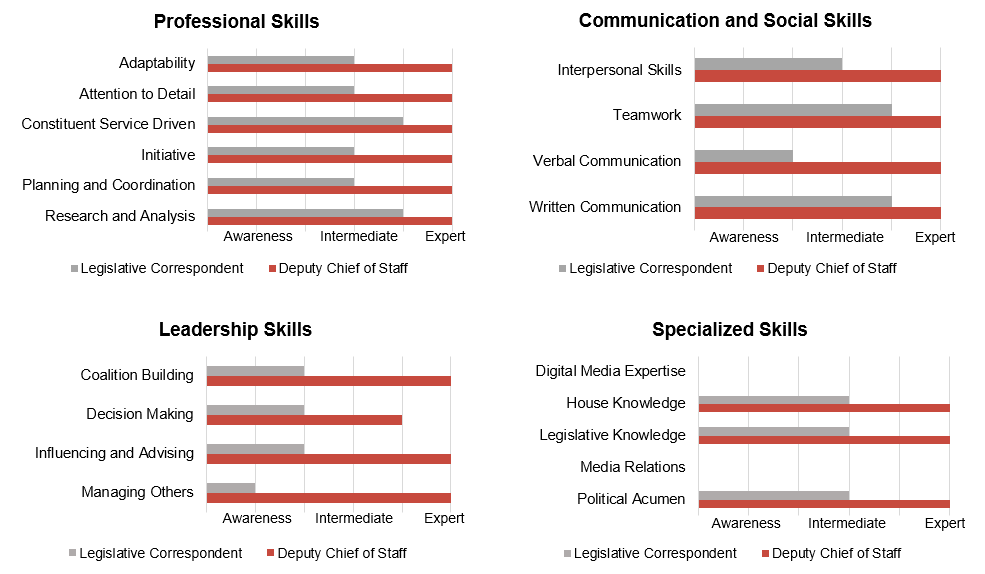 Professional Skills
Adaptability
Attention to Detail
Constituent Service Driven
Initiative
Planning and Coordination
Research and Analysis
Awareness Intermediate Expert
Legislative Correspondent Deputy Chief of Staff
Communication and Social Skills
Interpersonal Skills
Teamwork
Verbal Communication
Written Communication
Awareness Intermediate Expert
Legislative Correspondent Deputy Chief of Staff
Leadership Skills
Coalition Building
Decision Making
Influencing and Advising
Managing Others
Awareness Intermediate Expert
Legislative Correspondent Deputy Chief of Staff
Specialized Skills
Digital Media Expertise
House Knowledge
Legislative Knowledge
Media Relations
Political Acumen
Awareness Intermediate Expert
Legislative Correspondent Deputy Chief of Staff